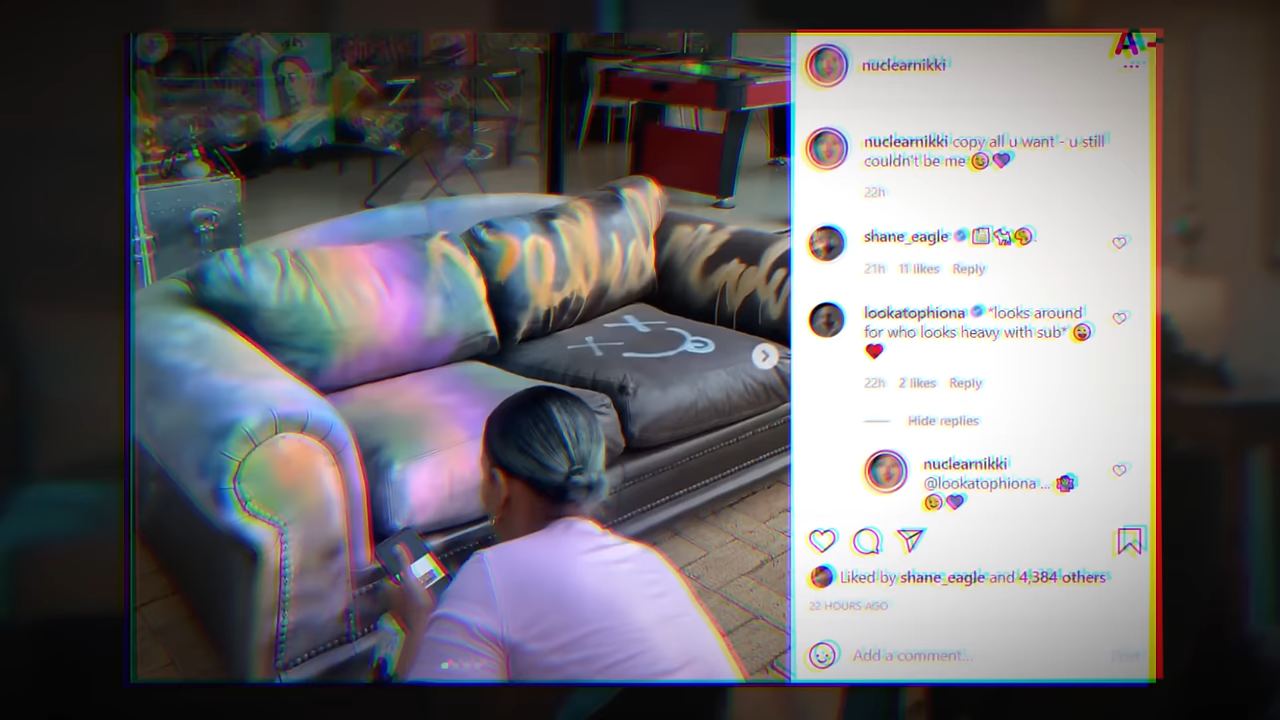 nuclearnikki
nuclearnikki copy all u want - u still
couldn't be me 😉💜
22h
shane_eagle
21h 11 likes Reply
lookatophiona *looks around
for who looks heavy with sub*
❤️
22h 2 likes Reply
Hide replies
nuclearnikki
@lookatophiona ...
😉💜
Liked by shane_eagle and 4,384 others
22 HOURS AGO
Add a comment...
Post